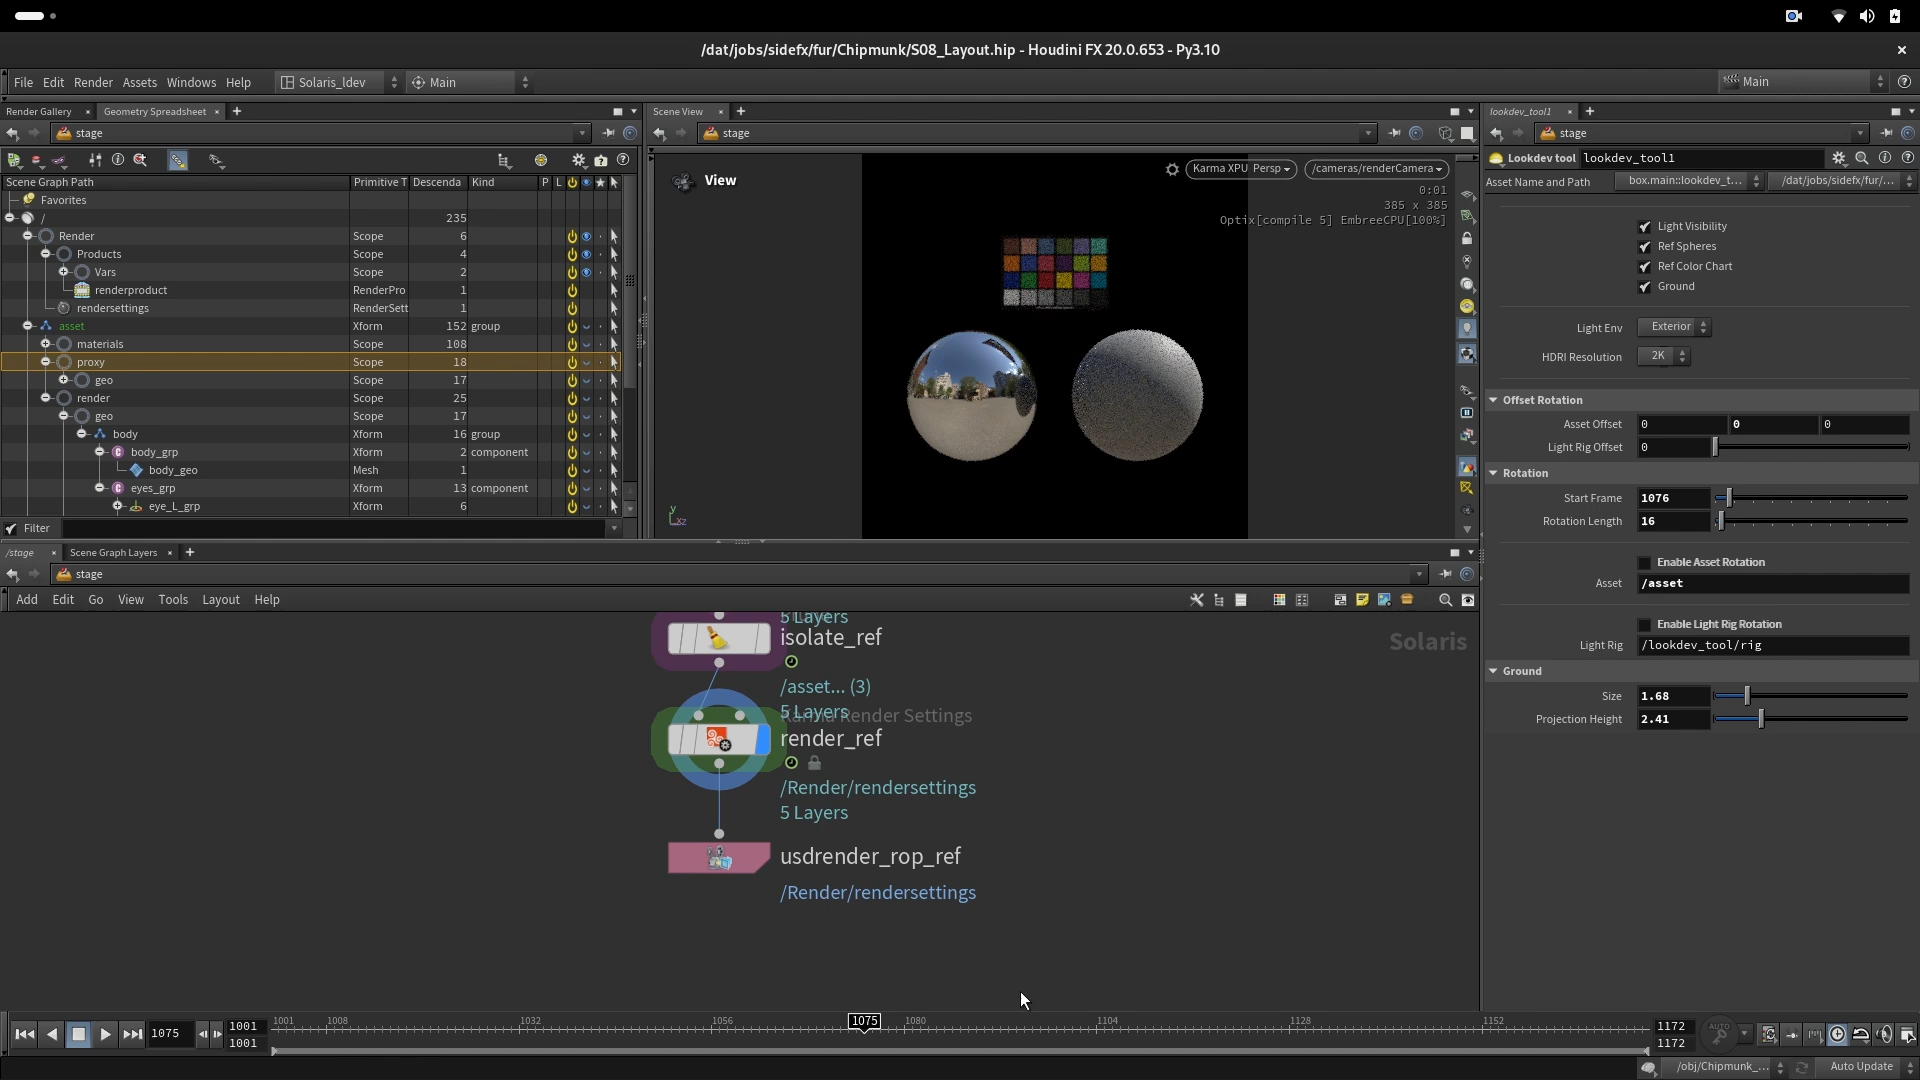 /dat/jobs/sidefx/fur/Chipmunk/S08_Layout.hip - Houdini FX 20.0.653 - Py3.10
File Edit Render Assets Windows Help Solaris_ldev Main Main
Render Gallery Geometry Spreadsheet
stage
Scene Graph Path Primitive T Descenda Kind P L
Favorites
/ 235
Render Scope 6
Products Scope 4
Vars Scope 2
renderproduct RenderPro 1
rendersettings RenderSett 1
asset Xform 152 group
materials Scope 108
proxy Scope 18
geo Scope 17
render Scope 25
geo Scope 17
body Xform 16 group
body_grp Xform 2 component
body_geo Mesh 1
eyes_grp Xform 13 component
eye_L_grp Xform 6
Filter
Scene View
stage
View
Karma XPU Persp
/cameras/renderCamera
0:01
385 x 385
Optix[compile 5] EmbreeCPU[100%]
y
xz
lookdev_tool1
stage
Lookdev tool lookdev_tool1
Asset Name and Path box.main::lookdev_t... /dat/jobs/sidefx/fur/...
Light Visibility
Ref Spheres
Ref Color Chart
Ground
Light Env Exterior
HDRI Resolution 2K
Offset Rotation
Asset Offset 0 0 0
Light Rig Offset 0
Rotation
Start Frame 1076
Rotation Length 16
Enable Asset Rotation
Asset /asset
Enable Light Rig Rotation
Light Rig /lookdev_tool/rig
Ground
Size 1.68
Projection Height 2.41
/stage Scene Graph Layers
stage
Add Edit Go View Tools Layout Help
Solaris
5 Layers
isolate_ref
/asset... (3)
5 Layers
Karma Render Settings
render_ref
/Render/rendersettings
5 Layers
usdrender_rop_ref
/Render/rendersettings
1075 1001 1001
1001 1008 1032 1056 1075 1080 1104 1128 1152
1172
1172
AUTO
/obj/Chipmunk_... Auto Update